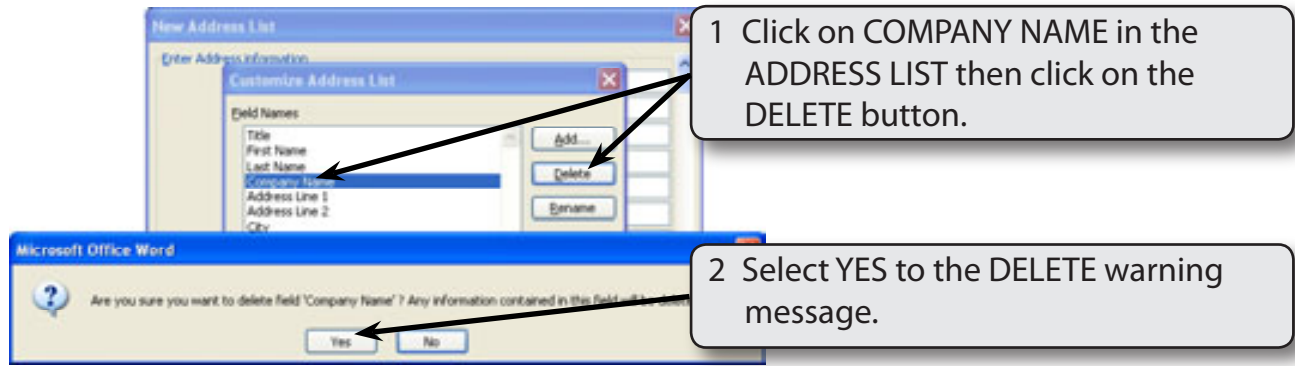 New Address List
Enter Address information
Customize Address List
Field Names
Title
First Name
Last Name
Company Name
Address Line 1
Address Line 2
City
Add...
Delete
Rename
1 Click on COMPANY NAME in the
ADDRESS LIST then click on the
DELETE button.
Microsoft Office Word
Are you sure you want to delete field 'Company Name' ? Any information contained in this field will be
Yes
No
2 Select YES to the DELETE warning
message.